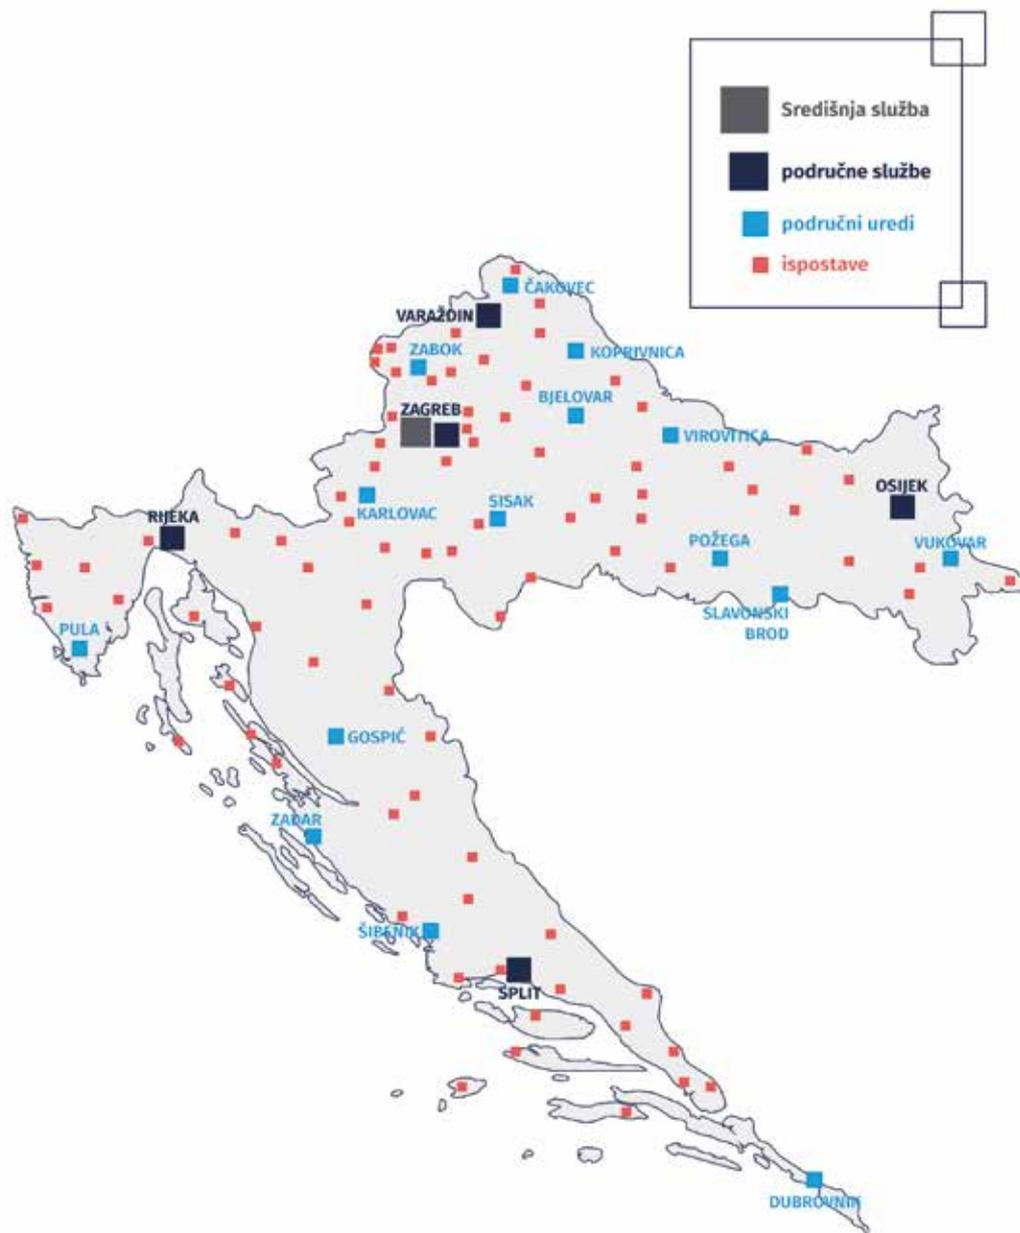 Središnja služba
područne službe
područni uredi
ispostave
ČAKOVEC
VARAŽDIN
ZABOK
KOPRIVNICA
BJELOVAR
ZAGREB
VIROVITICA
OSIJEK
KARLOVAC
SISAK
RIJEKA
POŽEGA
VUKOVAR
SLAVONSKI
BROD
PULA
GOSPIĆ
ZADAR
ŠIBENIK
SPLIT
DUBROVNIK